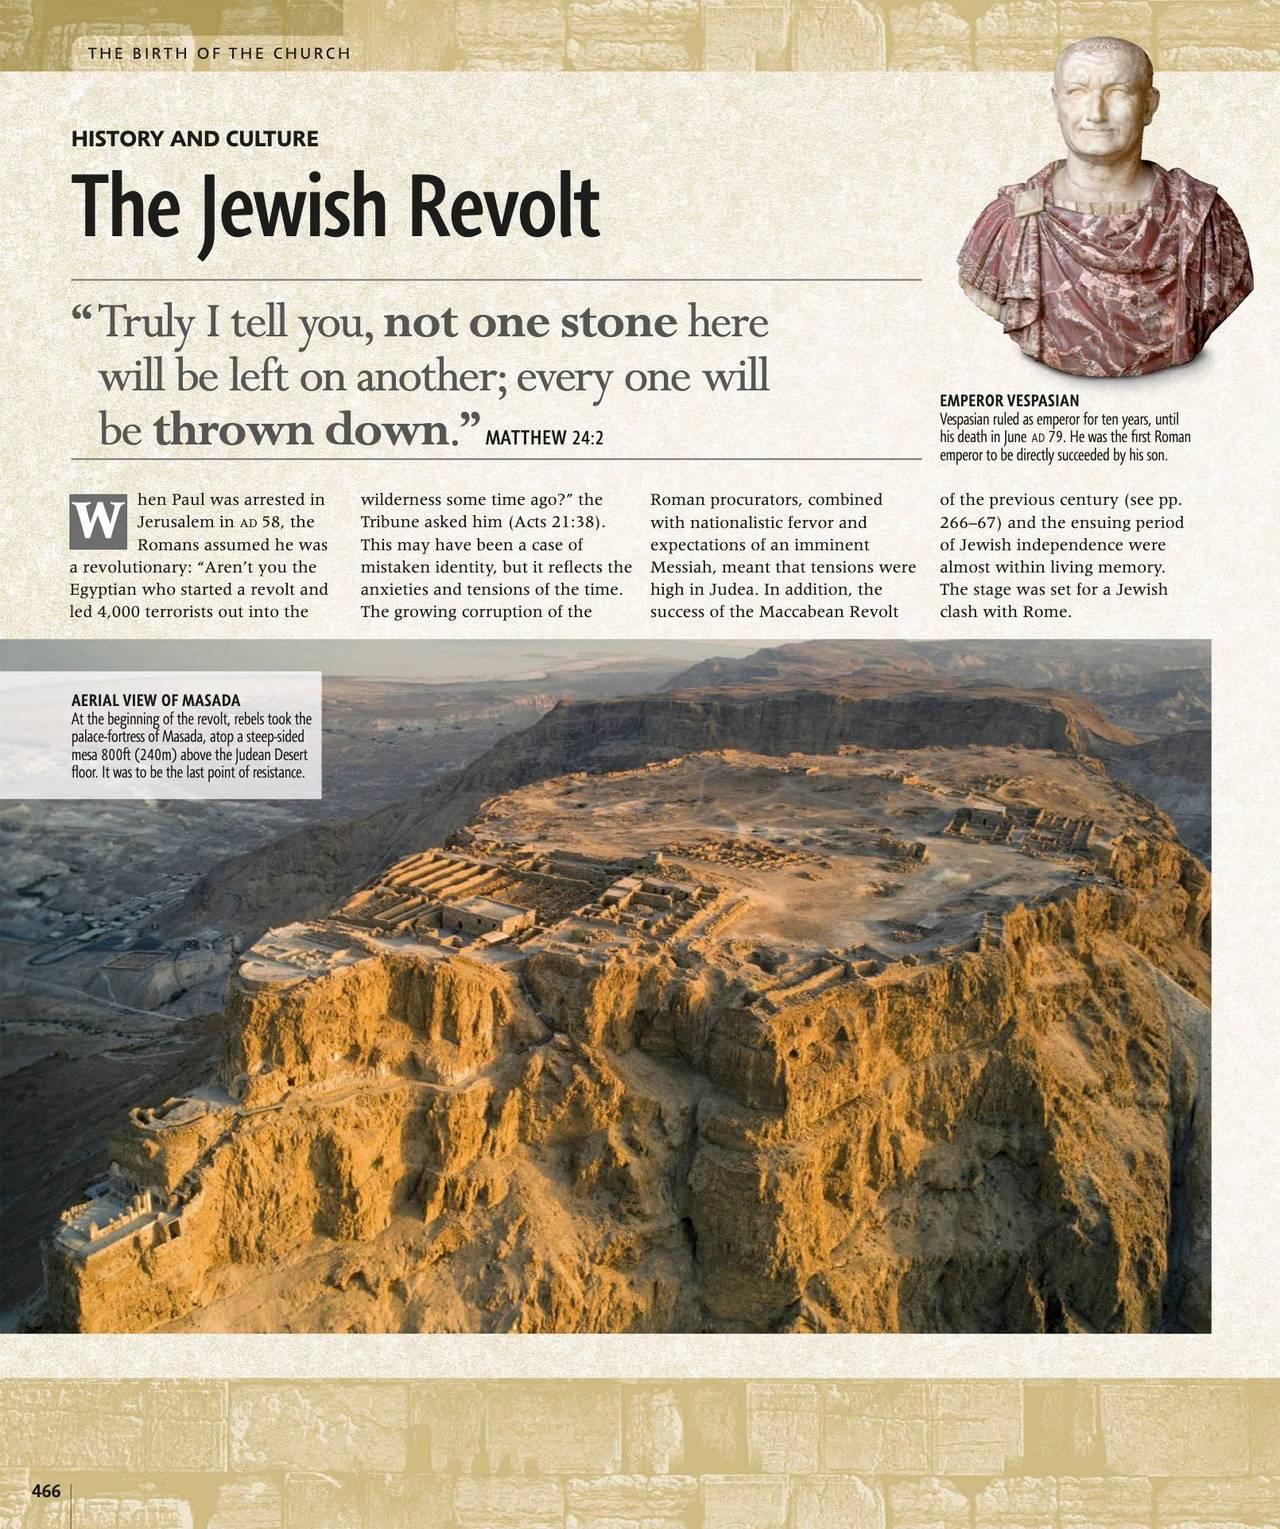 THE BIRTH OF THE CHURCH
HISTORY AND CULTURE
The Jewish Revolt
“Truly I tell you, not one stone here
will be left on another; every one will
be thrown down.” MATTHEW 24:2
EMPEROR VESPASIAN
Vespasian ruled as emperor for ten years, until
his death in June AD 79. He was the first Roman
emperor to be directly succeeded by his son.
When Paul was arrested in
Jerusalem in AD 58, the
Romans assumed he was
a revolutionary: “Aren’t you the
Egyptian who started a revolt and
led 4,000 terrorists out into the
wilderness some time ago?” the
Tribune asked him (Acts 21:38).
This may have been a case of
mistaken identity, but it reflects the
anxieties and tensions of the time.
The growing corruption of the
Roman procurators, combined
with nationalistic fervor and
expectations of an imminent
Messiah, meant that tensions were
high in Judea. In addition, the
success of the Maccabean Revolt
of the previous century (see pp.
266–67) and the ensuing period
of Jewish independence were
almost within living memory.
The stage was set for a Jewish
clash with Rome.
AERIAL VIEW OF MASADA
At the beginning of the revolt, rebels took the
palace-fortress of Masada, atop a steep-sided
mesa 800ft (240m) above the Judean Desert
floor. It was to be the last point of resistance.
466